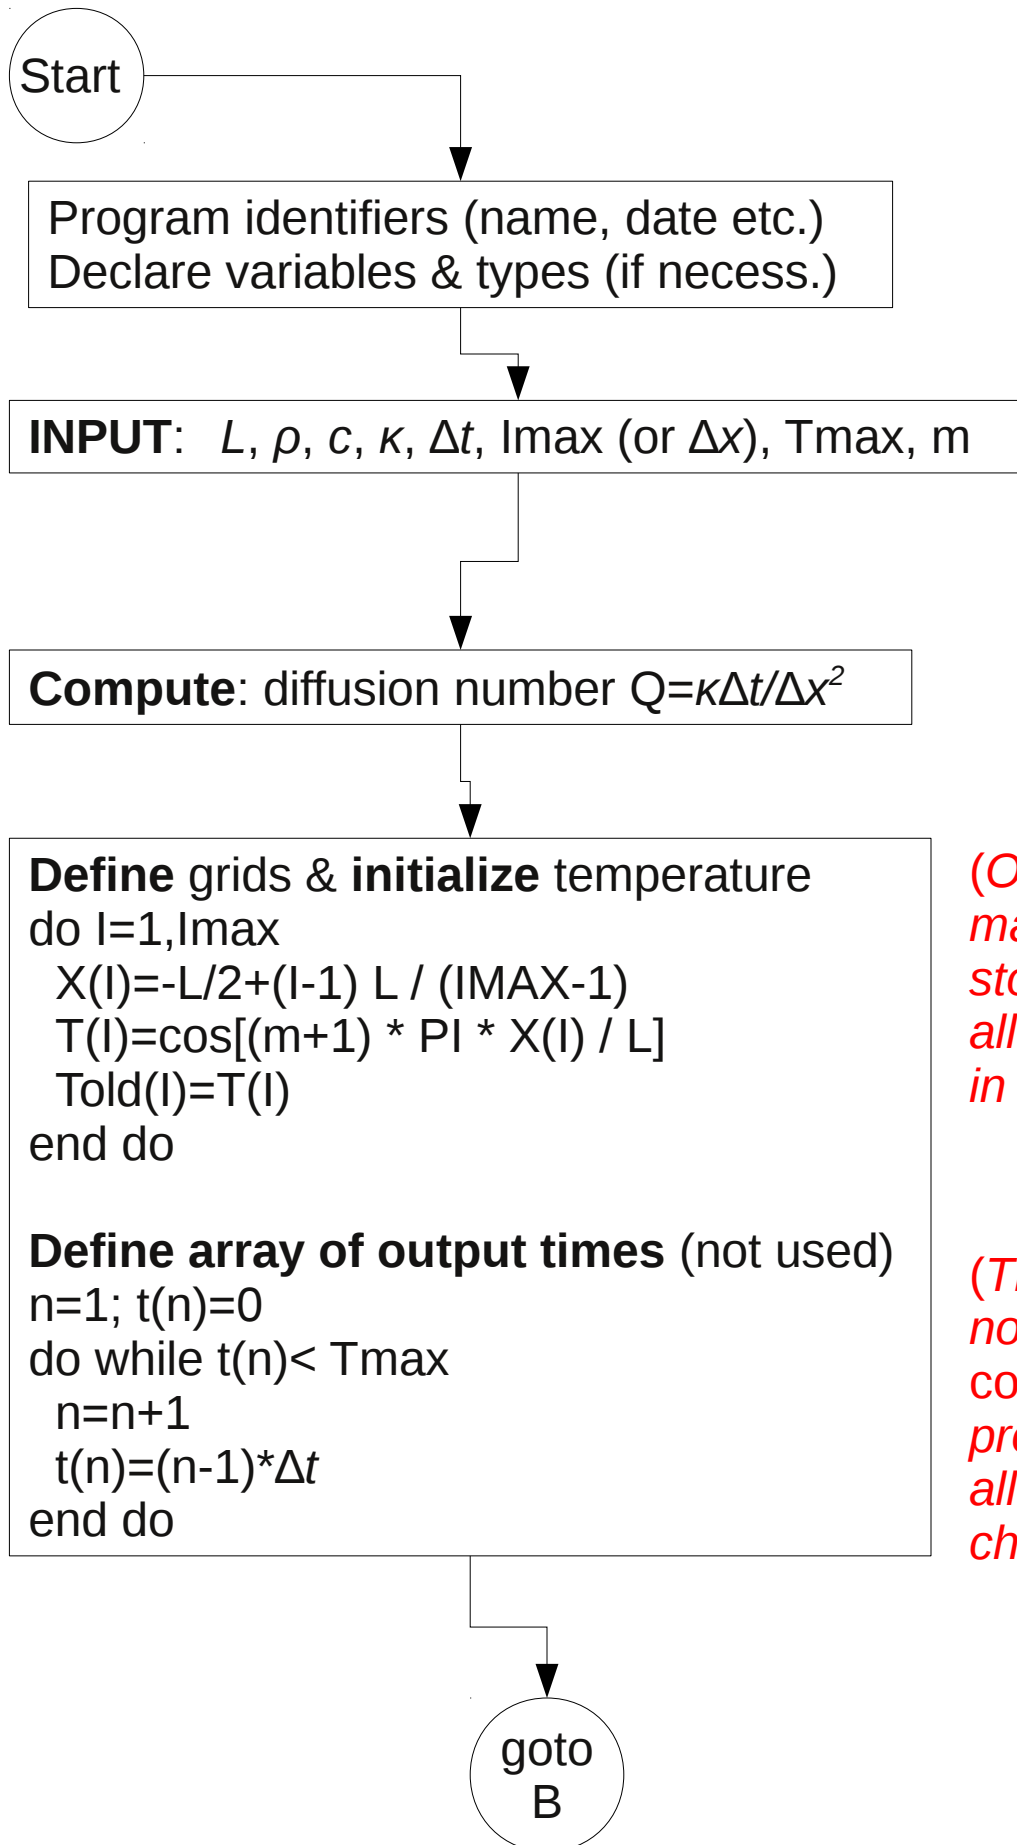 Start
Program identifiers (name, date etc.)
Declare variables & types (if necess.)
INPUT: L, ρ, c, κ, Δt, Imax (or Δx), Tmax, m
Compute: diffusion number Q=κΔt/Δx²
Define grids & initialize temperature
do I=1,Imax
X(I)=-L/2+(I-1) L / (IMAX-1)
T(I)=cos[(m+1) * PI * X(I) / L]
Told(I)=T(I)
end do
Define array of output times (not used)
n=1; t(n)=0
do while t(n)< Tmax
n=n+1
t(n)=(n-1)*Δt
end do
all
in
goto
B